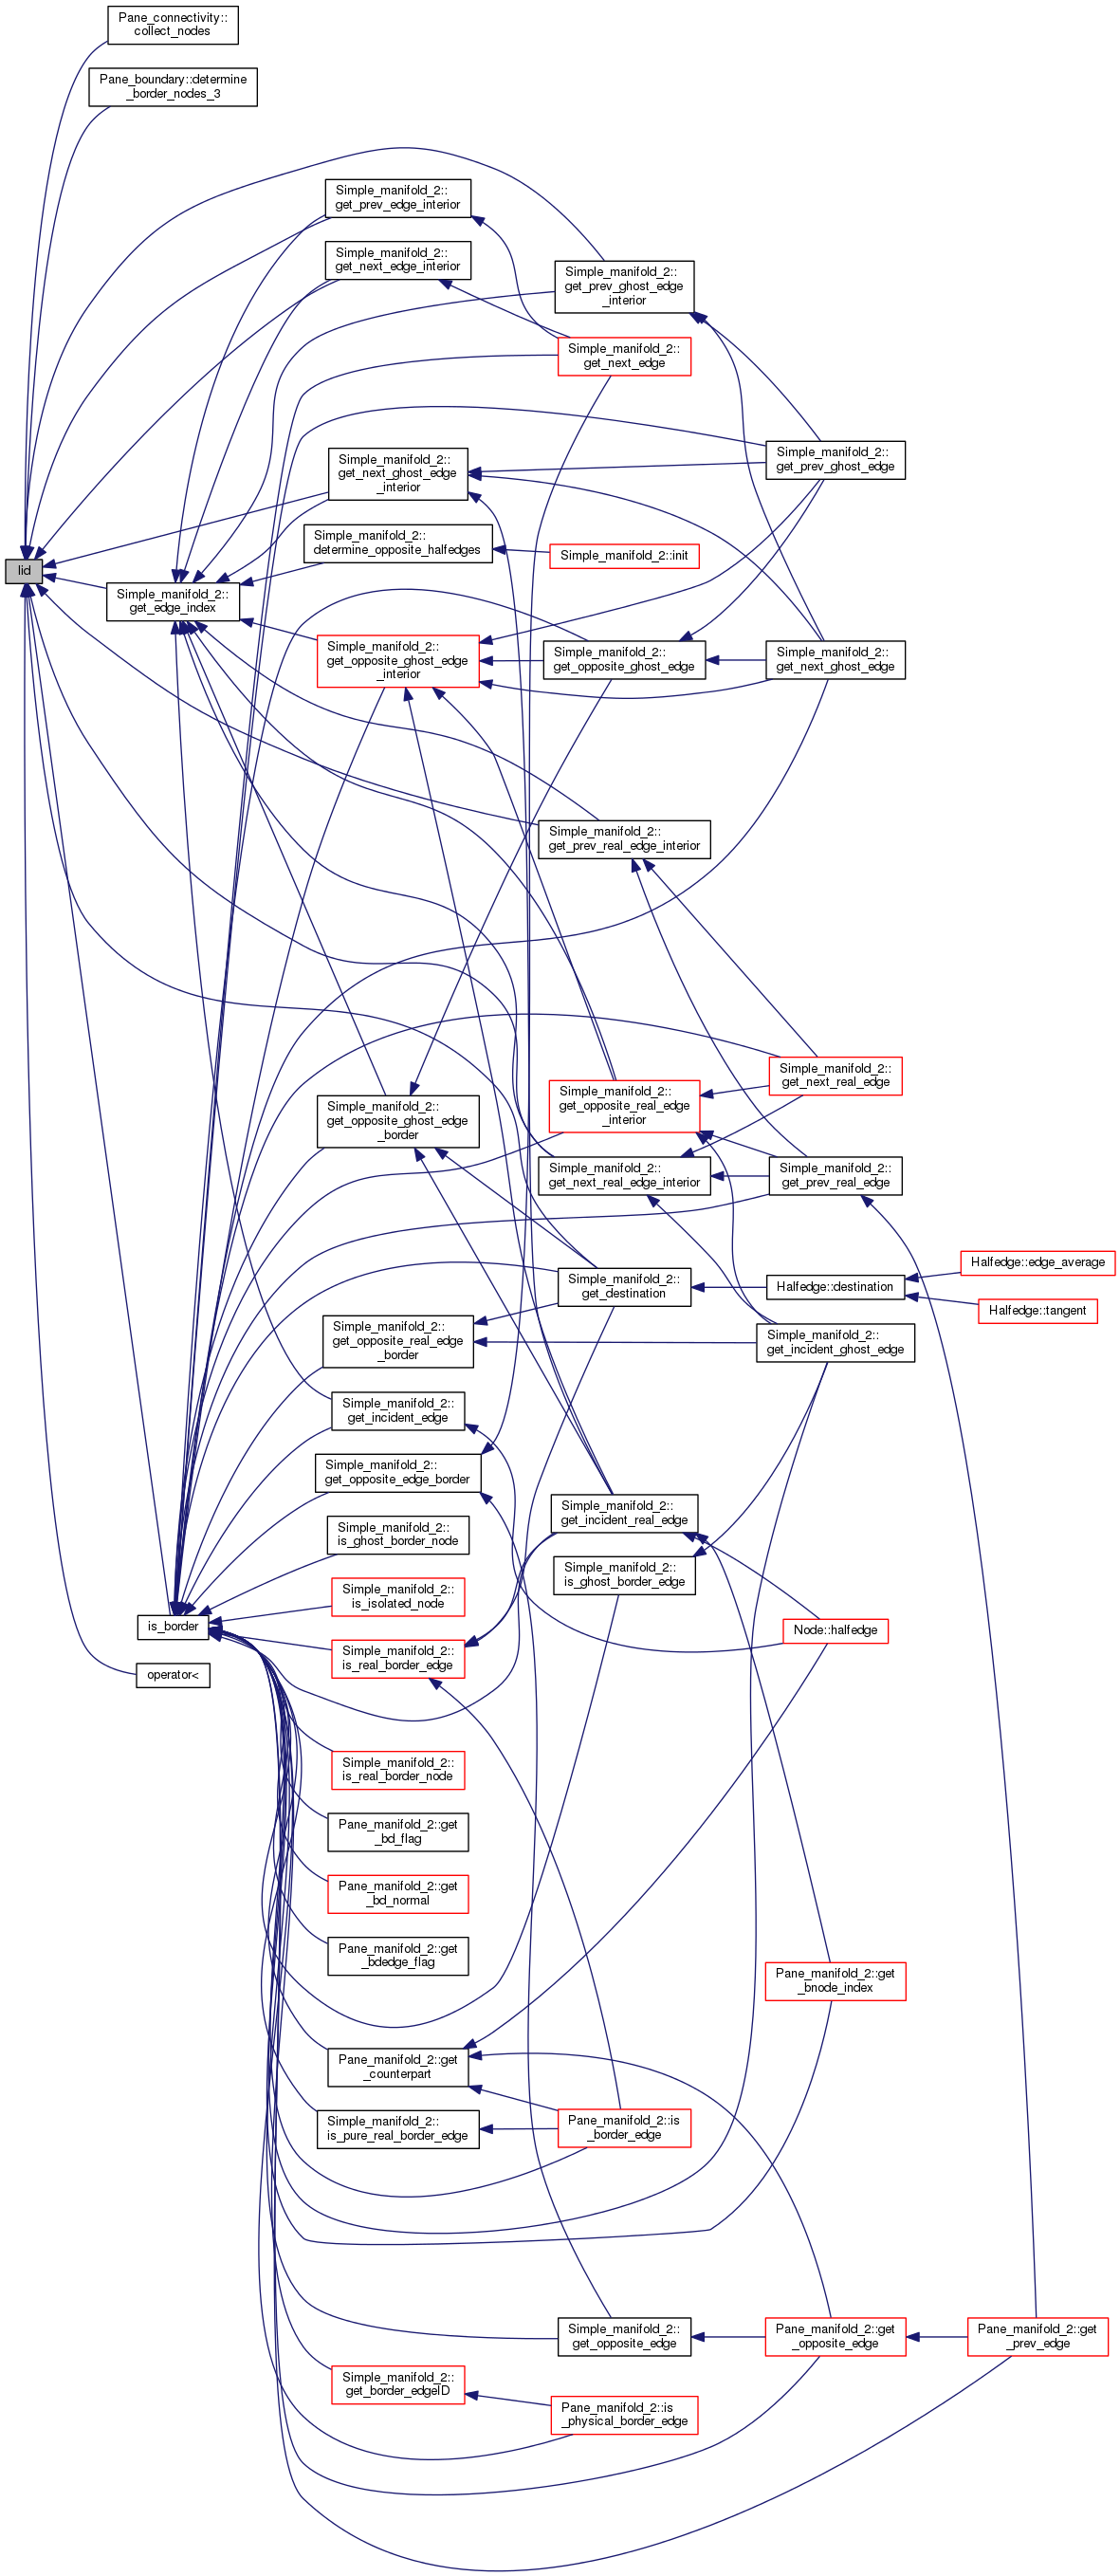 Pane_connectivity::
collect_nodes
Pane_boundary::determine
_border_nodes_3
Simple_manifold_2::
get_prev_edge_interior
Simple_manifold_2::
get_next_edge_interior
Simple_manifold_2::
get_prev_ghost_edge
_interior
Simple_manifold_2::
get_next_edge
Simple_manifold_2::
get_prev_ghost_edge
Simple_manifold_2::
get_next_ghost_edge
_interior
Simple_manifold_2::
determine_opposite_halfedges
Simple_manifold_2::init
lid
Simple_manifold_2::
get_edge_index
Simple_manifold_2::
get_opposite_ghost_edge
_interior
Simple_manifold_2::
get_opposite_ghost_edge
Simple_manifold_2::
get_next_ghost_edge
Simple_manifold_2::
get_prev_real_edge_interior
Simple_manifold_2::
get_next_real_edge
Simple_manifold_2::
get_opposite_ghost_edge
_border
Simple_manifold_2::
get_opposite_real_edge
_interior
Simple_manifold_2::
get_next_real_edge_interior
Simple_manifold_2::
get_prev_real_edge
Simple_manifold_2::
get_destination
Halfedge::destination
Halfedge::edge_average
Halfedge::tangent
Simple_manifold_2::
get_opposite_real_edge
_border
Simple_manifold_2::
get_incident_ghost_edge
Simple_manifold_2::
get_incident_edge
Simple_manifold_2::
get_opposite_edge_border
Simple_manifold_2::
get_incident_real_edge
Simple_manifold_2::
is_ghost_border_node
Simple_manifold_2::
is_ghost_border_edge
Simple_manifold_2::
is_isolated_node
is_border
Node::halfedge
Simple_manifold_2::
is_real_border_edge
operator<
Simple_manifold_2::
is_real_border_node
Pane_manifold_2::get
_bd_flag
Pane_manifold_2::get
_bd_normal
Pane_manifold_2::get
_bdedge_flag
Pane_manifold_2::get
_bnode_index
Pane_manifold_2::get
_counterpart
Simple_manifold_2::
is_pure_real_border_edge
Pane_manifold_2::is
_border_edge
Simple_manifold_2::
get_opposite_edge
Pane_manifold_2::get
_opposite_edge
Pane_manifold_2::get
_prev_edge
Simple_manifold_2::
get_border_edgeID
Pane_manifold_2::is
_physical_border_edge